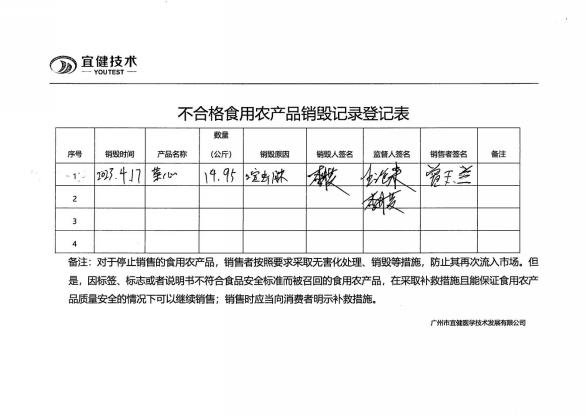 宜健技术
YOUTEST
不合格食用农产品销毁记录登记表
序号 销毁时间 产品名称 数量（公斤） 销毁原因 销毁人签名 监督人签名 销售者签名 备注
1 2023.4.17 菜心 19.95
2
3
4
备注：对于停止销售的食用农产品，销售者按照要求采取无害化处理、销毁等措施，防止其再次流入市场。但
是，因标签、标志或者说明书不符合食品安全标准而被召回的食用农产品，在采取补救措施且能保证食用农产
品质量安全的情况下可以继续销售；销售时应当向消费者明示补救措施。
广州市宜健医学技术发展有限公司